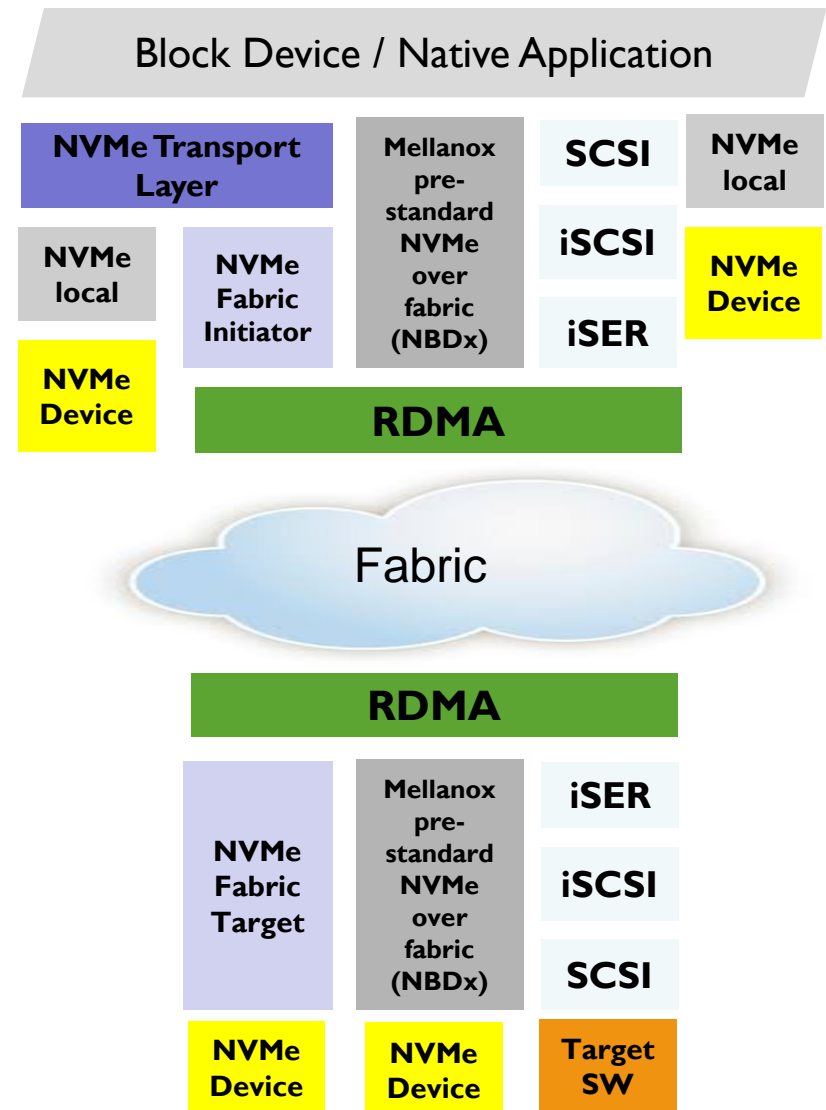 Block Device / Native Application
NVMe Transport
Layer
NVMe
local
NVMe
Device
NVMe
Fabric
Initiator
Mellanox
pre-
standard
NVMe
over
fabric
(NBDx)
SCSI
iSCSI
iSER
NVMe
local
NVMe
Device
RDMA
Fabric
RDMA
NVMe
Fabric
Target
NVMe
Device
Mellanox
pre-
standard
NVMe
over
fabric
(NBDx)
NVMe
Device
iSER
iSCSI
SCSI
Target
SW